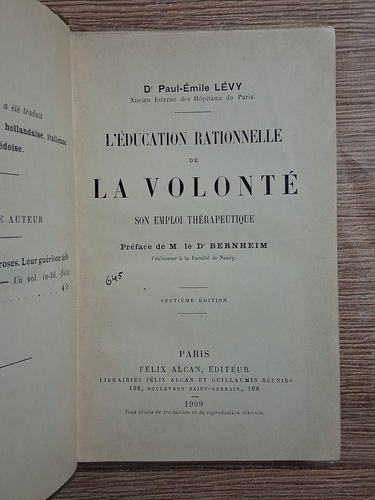 a été traduit
hollandaise, italienne
édoise.
E AUTEUR
roses. Leur guérison
— Un vol. in-16.
4 fr.
Dr Paul-Émile LÉVY
Ancien Interne des Hôpitaux de Paris.
L'ÉDUCATION RATIONNELLE
DE
LA VOLONTÉ
SON EMPLOI THÉRAPEUTIQUE
Préface de M. le Dr BERNHEIM
Professeur à la Faculté de Nancy.
645
SEPTIÈME ÉDITION
PARIS
FÉLIX ALCAN, ÉDITEUR
LIBRAIRIES FÉLIX ALCAN ET GUILLAUMIN RÉUNIES
108, BOULEVARD SAINT-GERMAIN, 108
1909
Tous droits de traduction et de reproduction réservés.